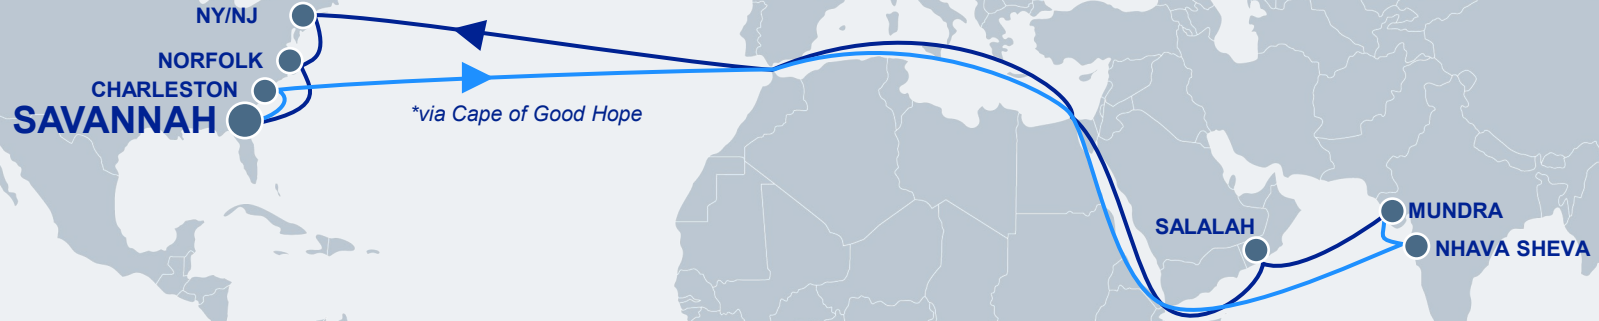 NY/NJ
NORFOLK
CHARLESTON
SAVANNAH
*via Cape of Good Hope
SALALAH
MUNDRA
NHAVA SHEVA